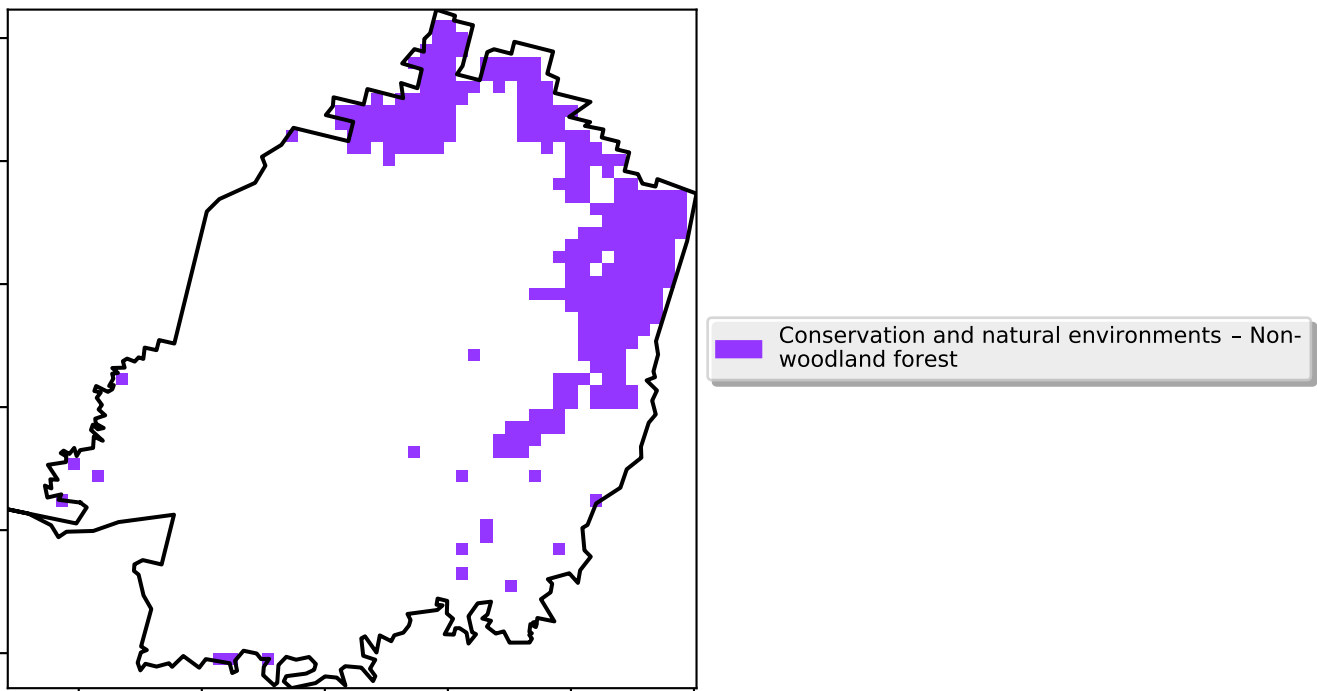 Conservation and natural environments – Non-
woodland forest